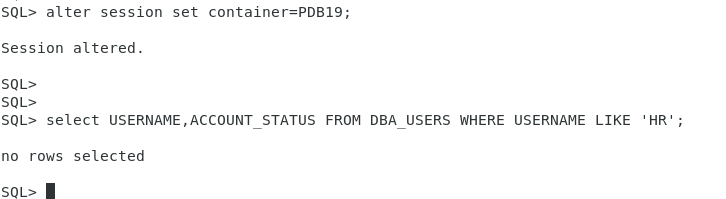 SQL> alter session set container=PDB19;
Session altered.
SQL>
SQL>
SQL> select USERNAME,ACCOUNT_STATUS FROM DBA_USERS WHERE USERNAME LIKE 'HR';
no rows selected
SQL>